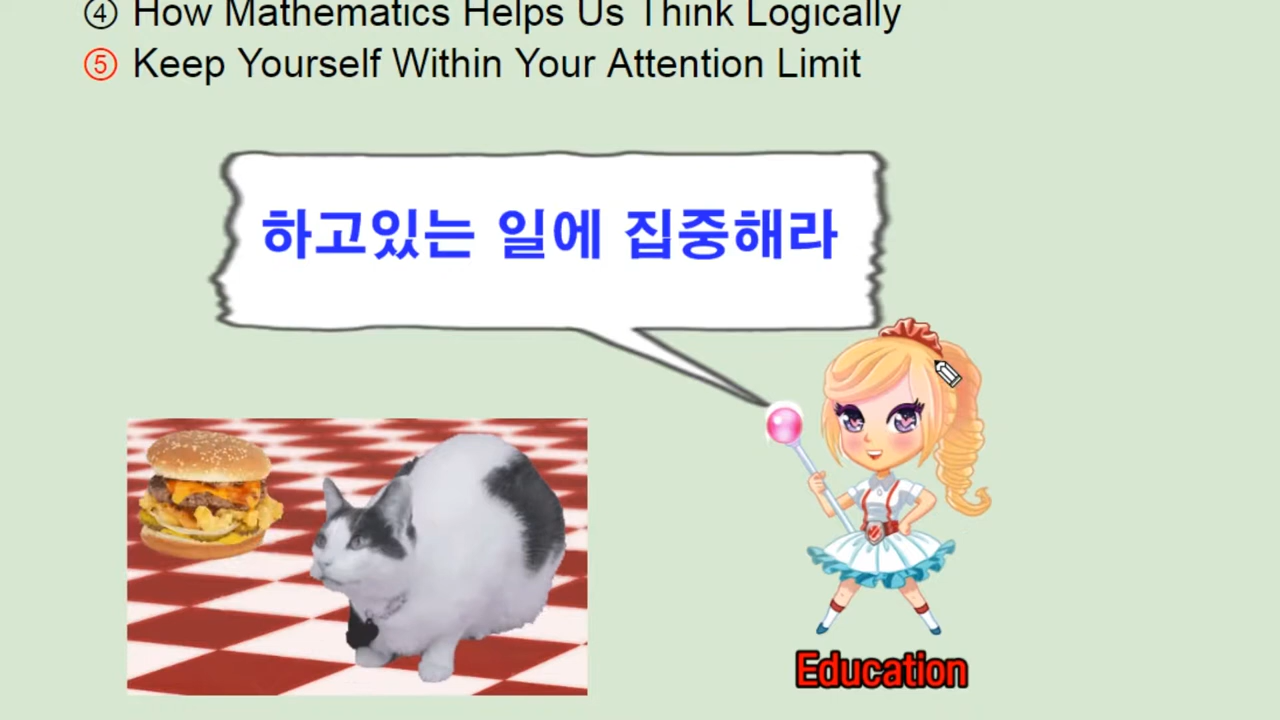 ④ How Mathematics Helps Us Think Logically
⑤ Keep Yourself Within Your Attention Limit
하고있는 일에 집중해라
Education